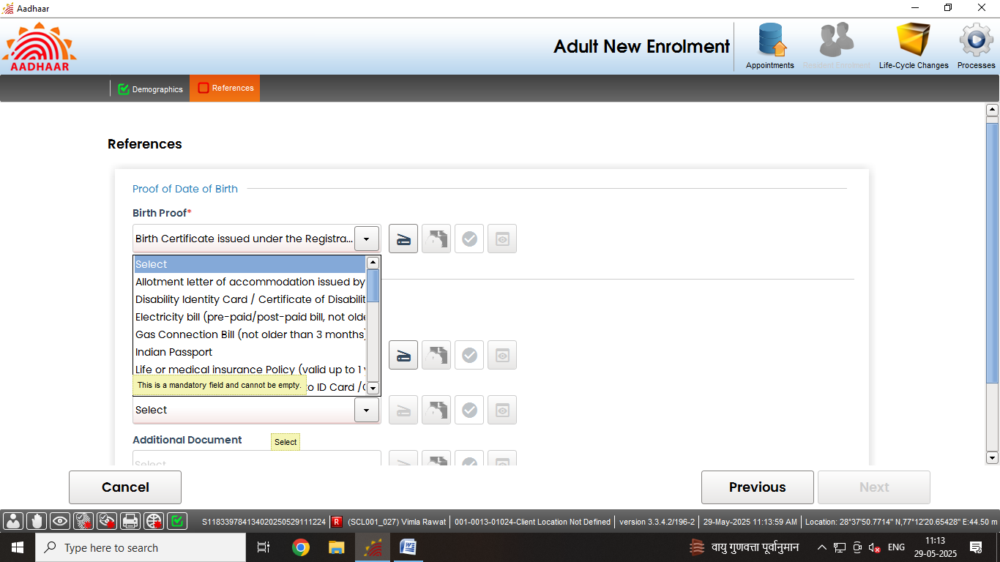 Aadhaar
AADHAAR
Adult New Enrolment
Appointments
Resident Enrolment
Life-Cycle Changes
Processes
Demographics
References
References
Proof of Date of Birth
Birth Proof*
Birth Certificate issued under the Registra...
Select
Allotment letter of accommodation issued by
Disability Identity Card / Certificate of Disabilit
Electricity bill (pre-paid/post-paid bill, not olde
Gas Connection Bill (not older than 3 months)
Indian Passport
Life or medical insurance Policy (valid up to 1 y
This is a mandatory field and cannot be empty.
to ID Card /C
Select
Additional Document
Select
Select
Cancel
Previous
Next
S118339784134020250529111224
R
(SCL001_027) Vimla Rawat
001-0013-01024-Client Location Not Defined
version 3.3.4.2/196-2
29-May-2025 11:13:59 AM
Location: 28°37'50.7714" N,77°12'20.65428" E:44.50 m
Type here to search
वायु गुणवत्ता पूर्वानुमान
ENG
11:13
29-05-2025